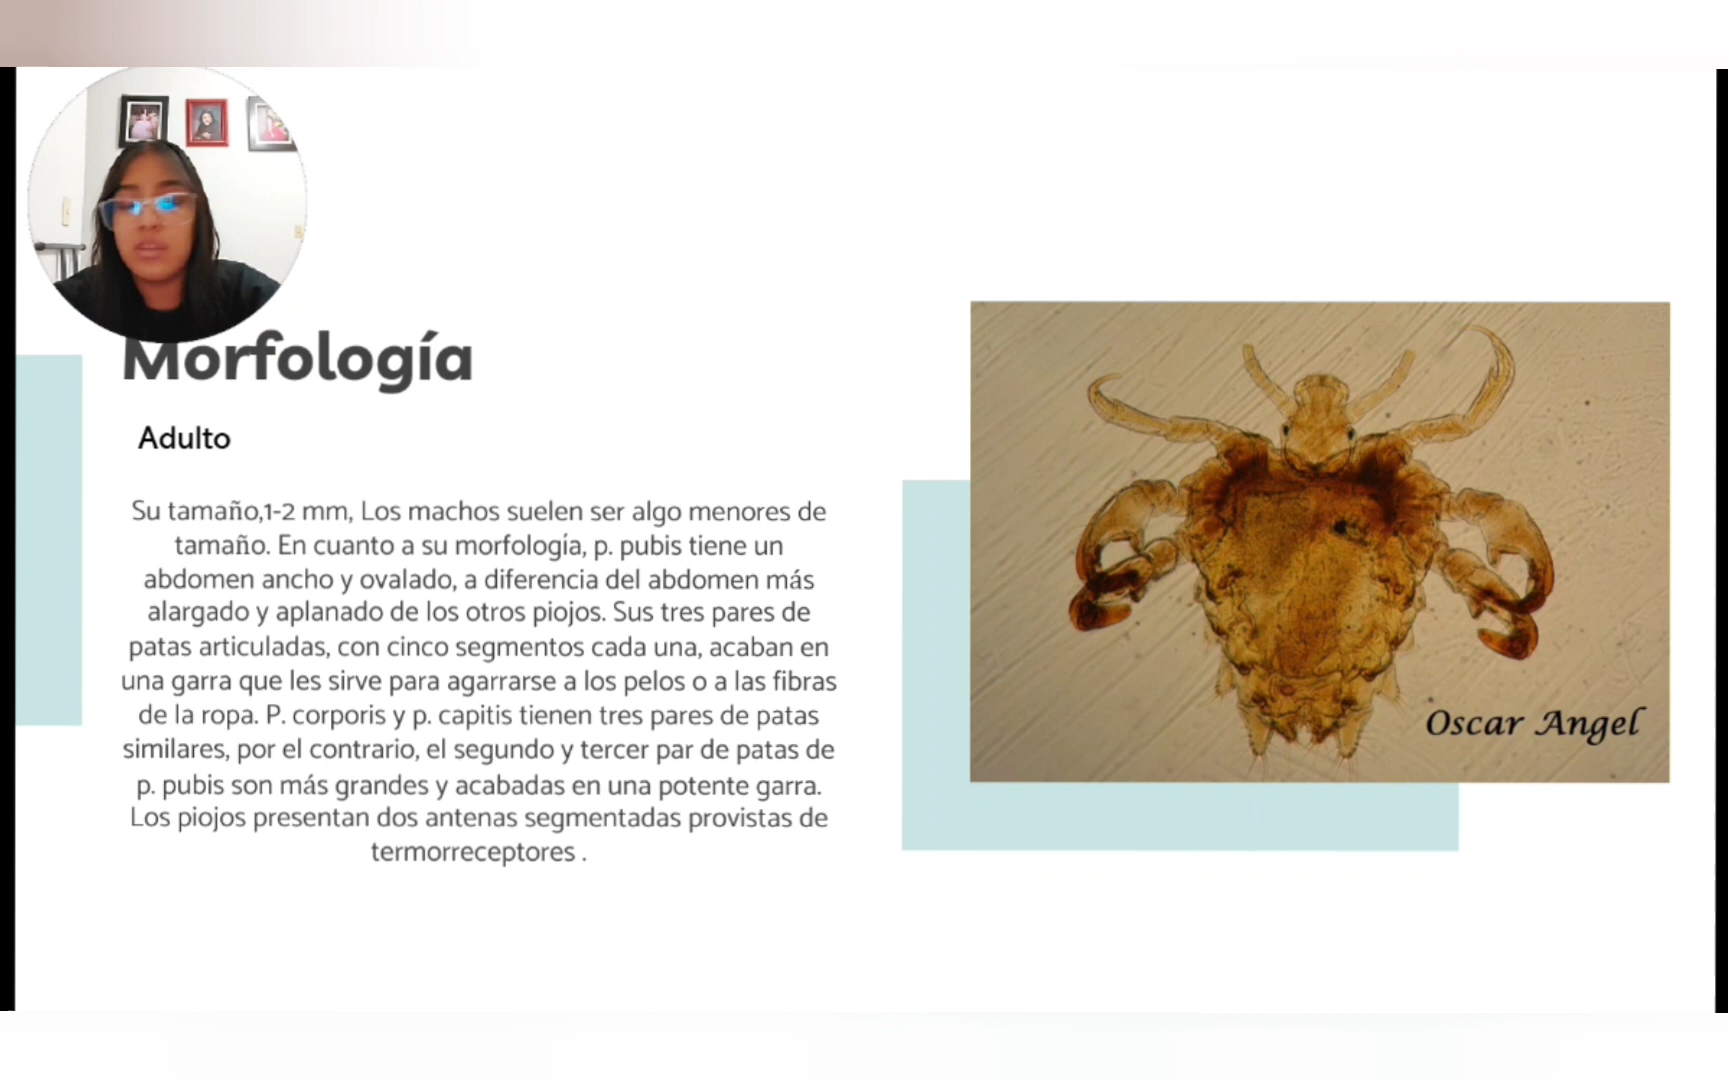 Morfología
Adulto
Su tamaño,1-2 mm, Los machos suelen ser algo menores de
tamaño. En cuanto a su morfología, p. pubis tiene un
abdomen ancho y ovalado, a diferencia del abdomen más
alargado y aplanado de los otros piojos. Sus tres pares de
patas articuladas, con cinco segmentos cada una, acaban en
una garra que les sirve para agarrarse a los pelos o a las fibras
de la ropa. P. corporis y p. capitis tienen tres pares de patas
similares, por el contrario, el segundo y tercer par de patas de
p. pubis son más grandes y acabadas en una potente garra.
Los piojos presentan dos antenas segmentadas provistas de
termorreceptores .
Oscar Angel